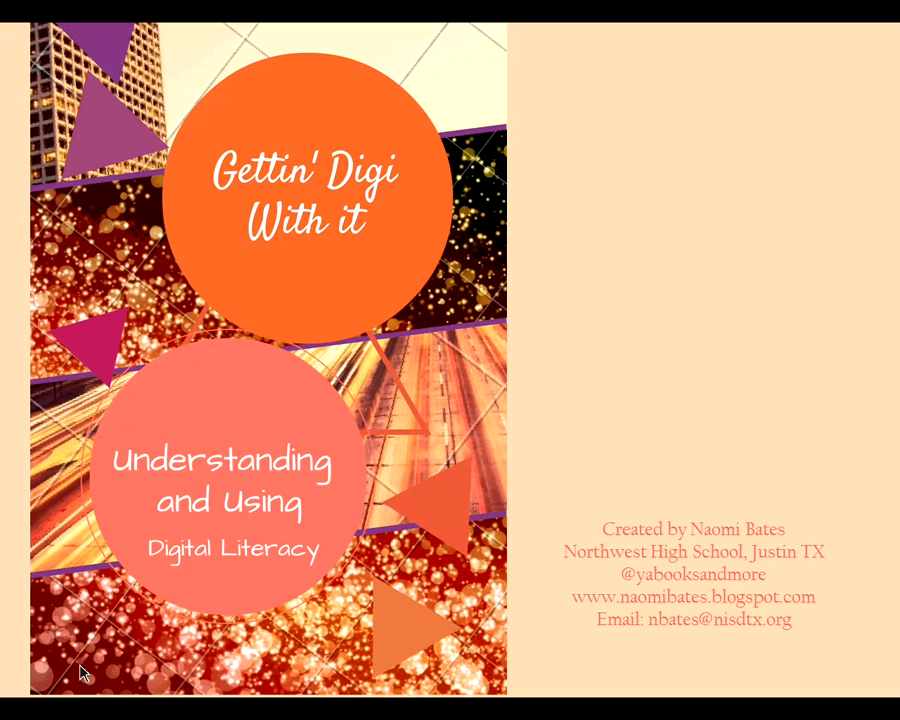 Gettin' Digi
With it
Understanding
and Using
Digital Literacy
Created by Naomi Bates
Northwest High School, Justin TX
@yabooksandmore
www.naomibates.blogspot.com
Email: nbates@nisdtx.org